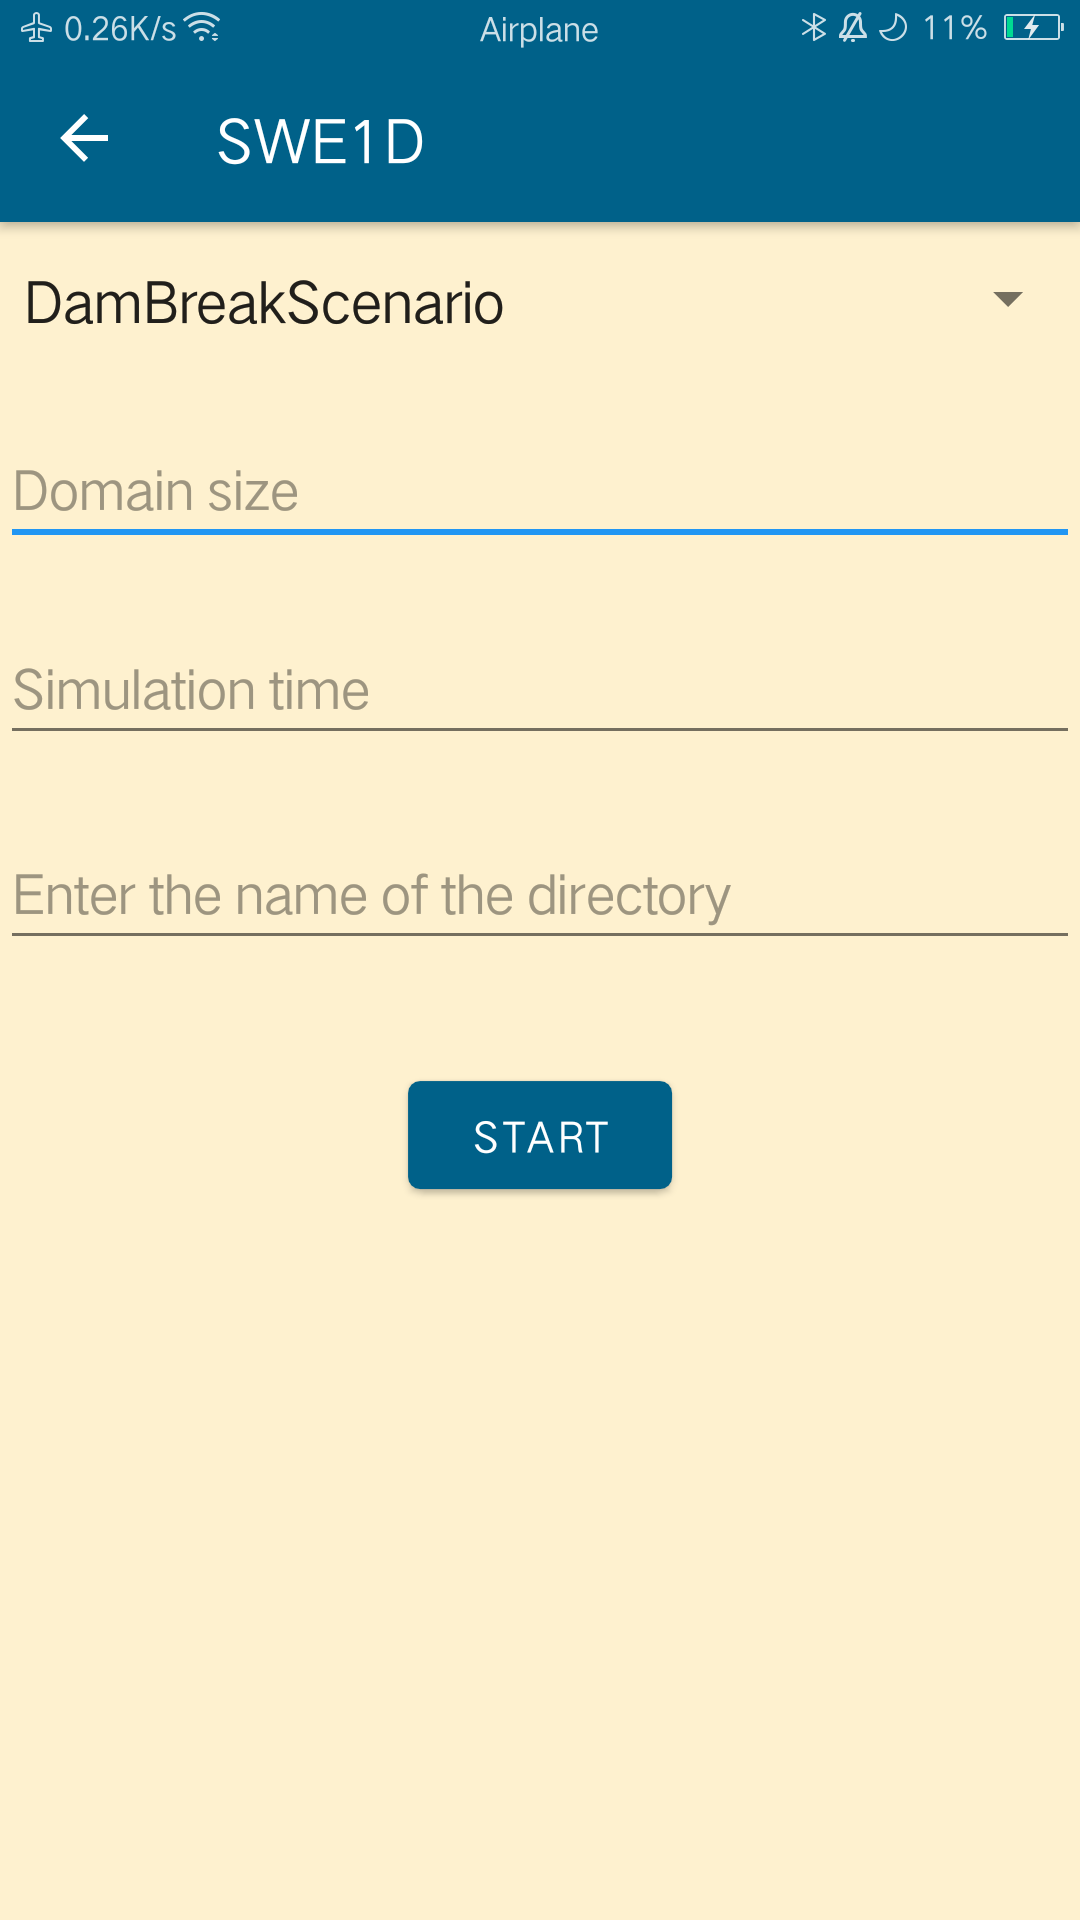 0.26K/s Airplane 11%
SWE1D
DamBreakScenario
Domain size
Simulation time
Enter the name of the directory
START